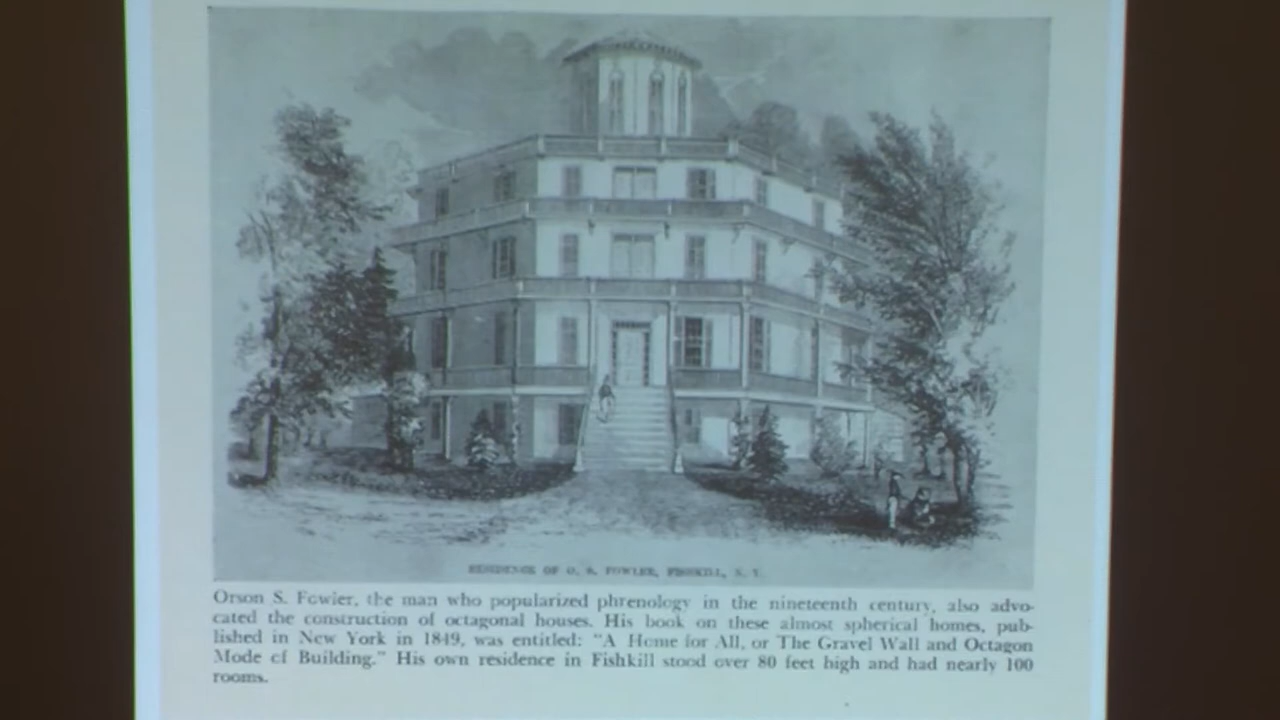 RESIDENCE OF O. S. FOWLER, FISHKILL, N. Y.
Orson S. Fowler, the man who popularized phrenology in the nineteenth century, also advo-
cated the construction of octagonal houses. His book on these almost spherical homes, pub-
lished in New York in 1849, was entitled: "A Home for All, or The Gravel Wall and Octagon
Mode of Building." His own residence in Fishkill stood over 80 feet high and had nearly 100
rooms.